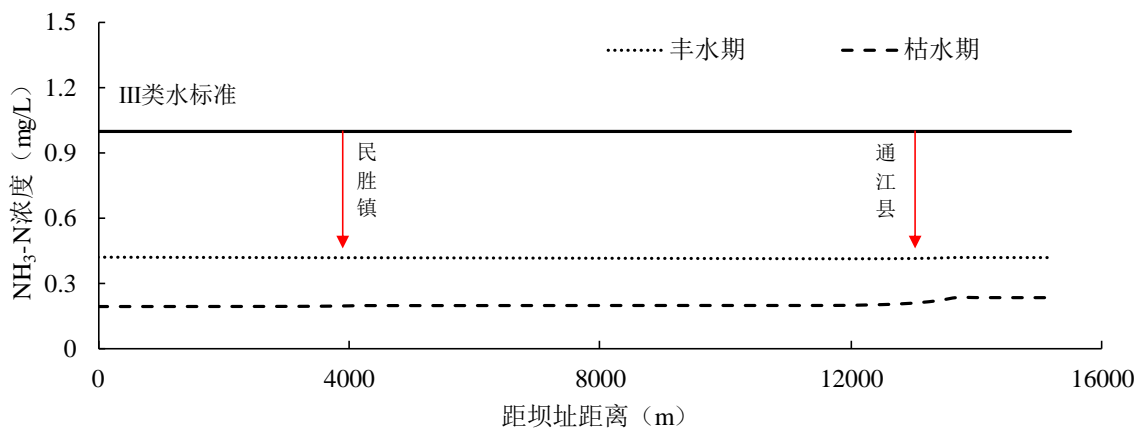 1.5
丰水期
枯水期
1.2
III类水标准
0.9
民胜镇
通江县
0.6
0.3
0
NH₃-N浓度（mg/L）
0
4000
8000
12000
16000
距坝址距离（m）